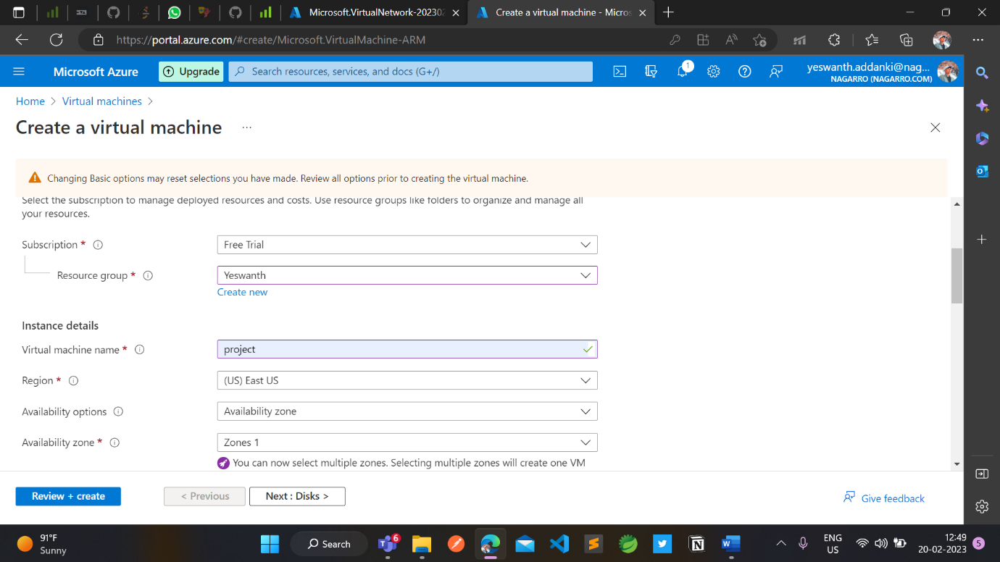 Microsoft.VirtualNetwork-20230
Create a virtual machine - Micros
https://portal.azure.com/#create/Microsoft.VirtualMachine-ARM
Microsoft Azure
Upgrade
Search resources, services, and docs (G+/)
1
yeswanth.addanki@nag...
NAGARRO (NAGARRO.COM)
Home > Virtual machines >
Create a virtual machine ...
Changing Basic options may reset selections you have made. Review all options prior to creating the virtual machine.
Select the subscription to manage deployed resources and costs. Use resource groups like folders to organize and manage all
your resources.
Subscription *
Free Trial
Resource group *
Yeswanth
Create new
Instance details
Virtual machine name *
project
Region *
(US) East US
Availability options
Availability zone
Availability zone *
Zones 1
You can now select multiple zones. Selecting multiple zones will create one VM
Review + create
< Previous
Next : Disks >
Give feedback
91°F
Sunny
Search
6
ENG
US
12:49
20-02-2023
5